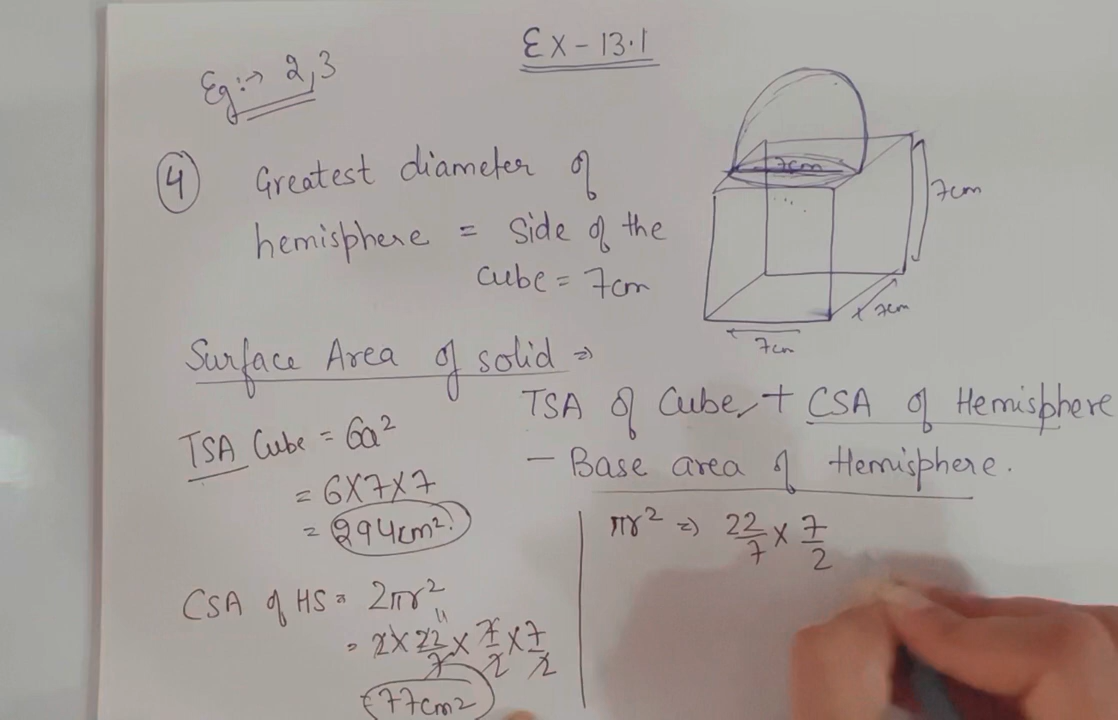 Ex - 13.1
Eg:→ 2,3
④ Greatest diameter of
hemisphere = side of the
cube = 7cm
7cm
7cm
7cm
7cm
Surface Area of solid ⇒
TSA of Cube + CSA of Hemisphere
- Base area of Hemisphere.
TSA Cube = 6a²
= 6×7×7
= 294cm².
CSA of HS = 2πr²
= 2 × 22/7 × 7/2 × 7/2
11
= 77cm2
πr² ⇒ 22/7 × 7/2